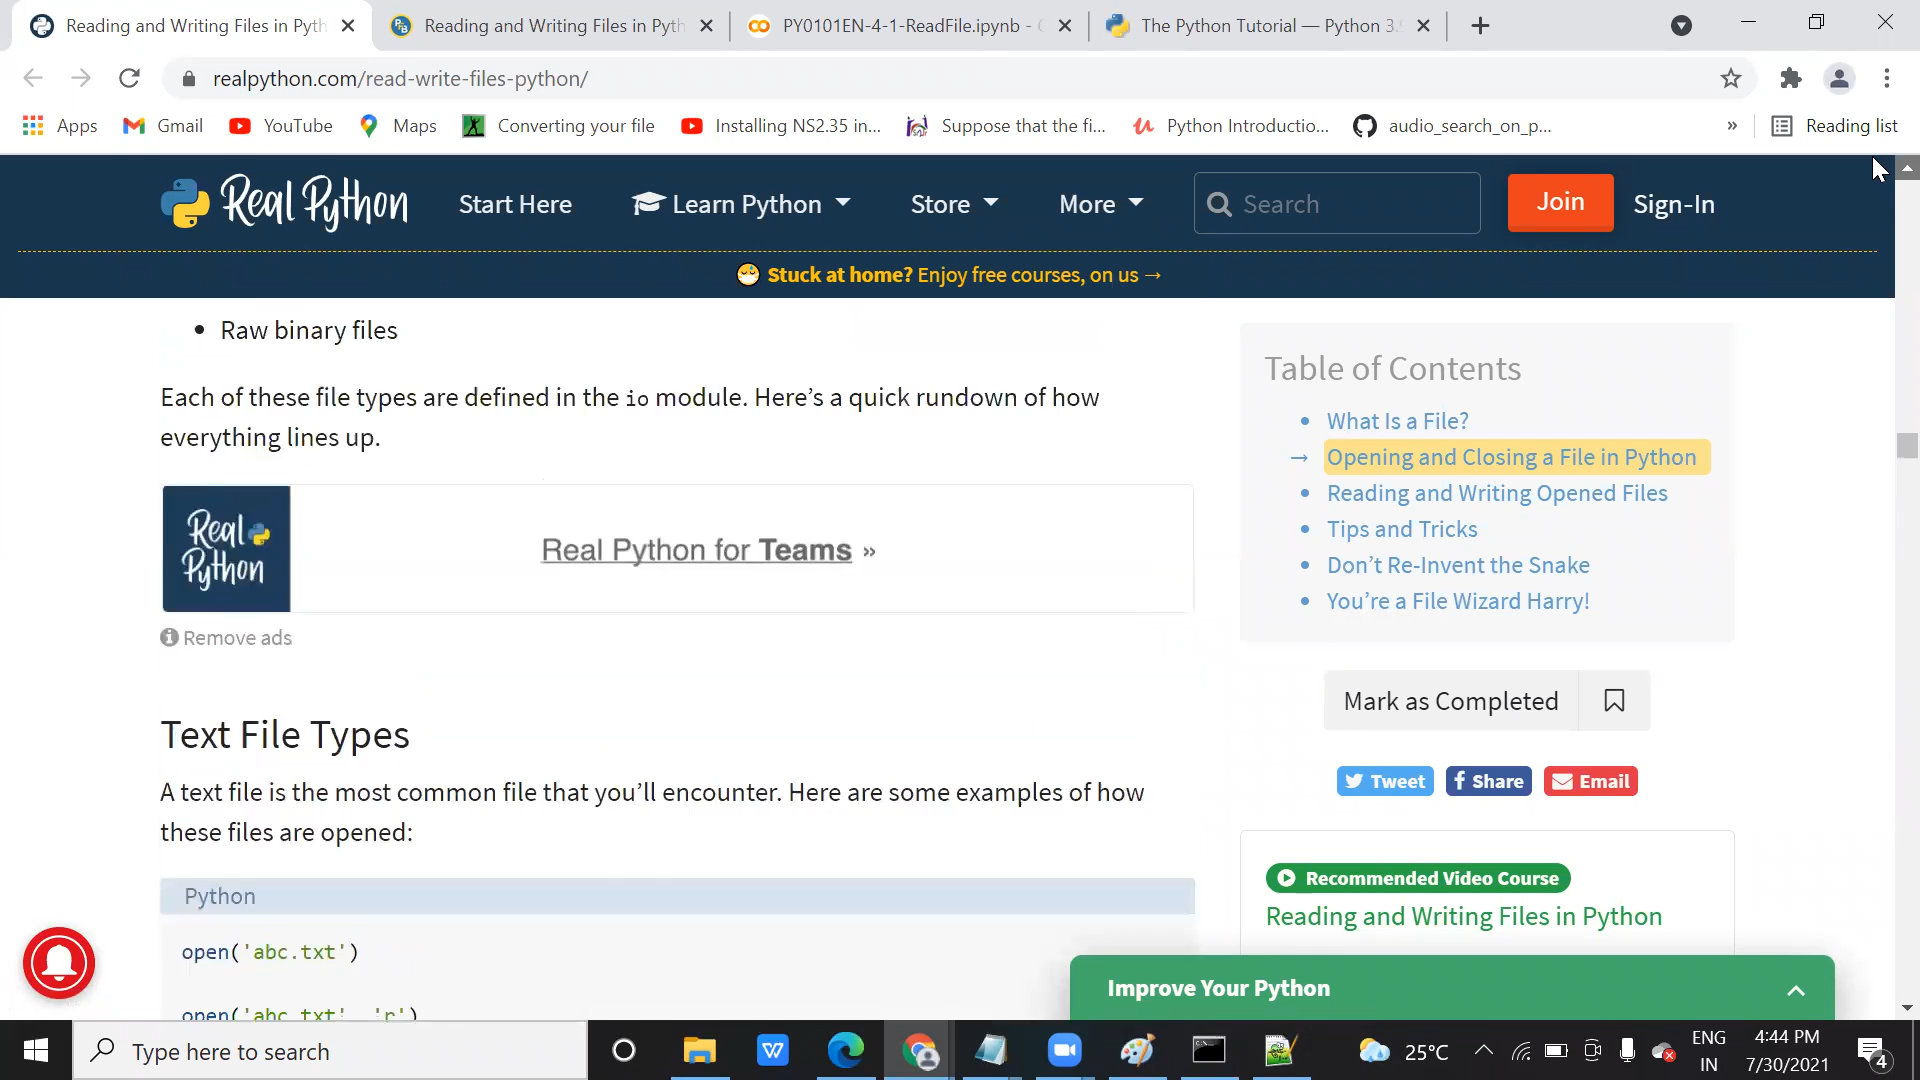 Reading and Writing Files in Pyth
Reading and Writing Files in Pyth
PY0101EN-4-1-ReadFile.ipynb -
The Python Tutorial — Python 3.
realpython.com/read-write-files-python/
Apps
Gmail
YouTube
Maps
Converting your file
Installing NS2.35 in...
Suppose that the fi...
Python Introductio...
audio_search_on_p...
»
Reading list
Real Python
Start Here
Learn Python
Store
More
Search
Join
Sign-In
Stuck at home? Enjoy free courses, on us →
• Raw binary files
Each of these file types are defined in the io module. Here’s a quick rundown of how
everything lines up.
Real Python
Real Python for Teams »
Remove ads
Text File Types
A text file is the most common file that you’ll encounter. Here are some examples of how
these files are opened:
Python
open('abc.txt')
open('abc.txt', 'r')
Table of Contents
• What Is a File?
→ Opening and Closing a File in Python
• Reading and Writing Opened Files
• Tips and Tricks
• Don’t Re-Invent the Snake
• You’re a File Wizard Harry!
Mark as Completed
Tweet
Share
Email
Recommended Video Course
Reading and Writing Files in Python
Improve Your Python
Type here to search
25°C
ENG
IN
4:44 PM
7/30/2021
4